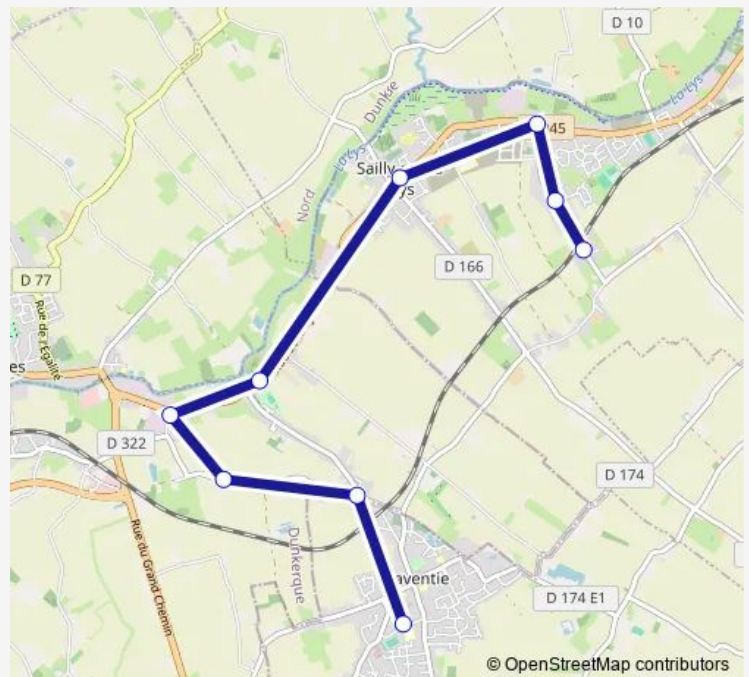 D 10
Dunkie
La Lys
La Lys
Sailly
ys
Nord
D 166
D 77
Rue de l'Égalité
es
D 322
D 174
Dunkerque
Rue du Grand Chemin
aventie
D 174 E1
© OpenStreetMap contributors